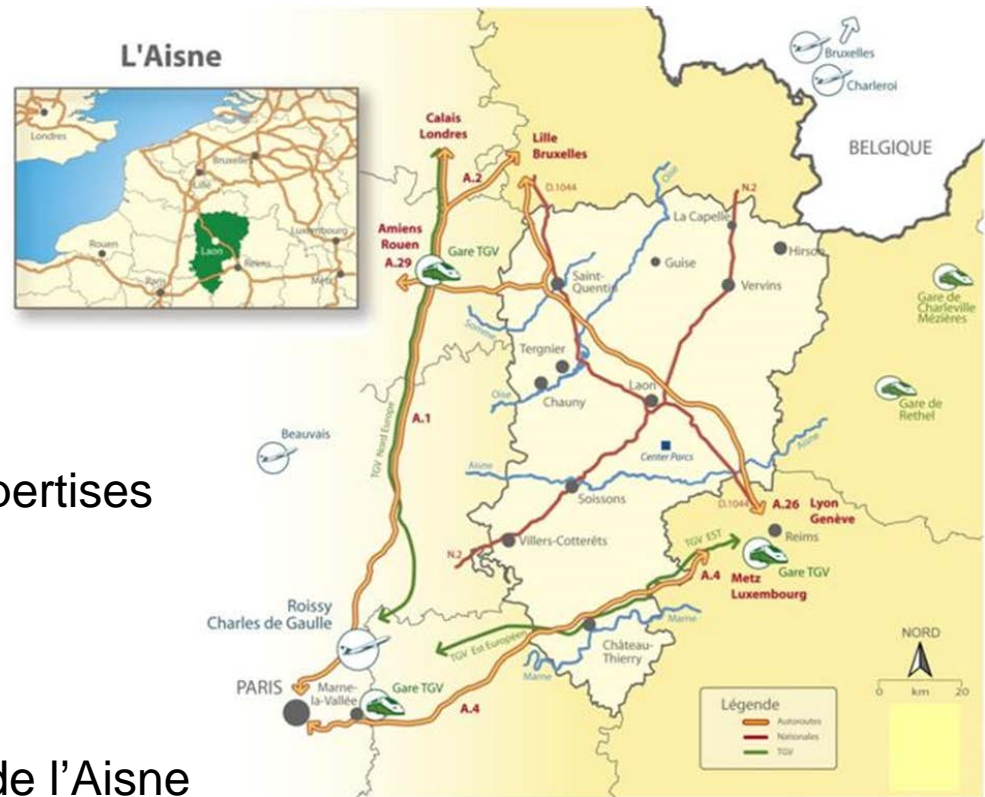 L'Aisne
Londres
Bruxelles
Lille
Rouen
Laon
Luxembourg
Reims
Paris
Metz
Bruxelles
Charleroi
BELGIQUE
Calais
Londres
Lille
Bruxelles
A.2
D.1044
Oise
N.2
La Capelle
Hirson
Amiens
Rouen
A.29
Gare TGV
Guise
Saint-
Quentin
Vervins
Gare de
Charleville
Mézières
Somme
Tergnier
Laon
Oise
Chauny
Gare de
Rethel
A.1
TGV Nord Europe
Beauvais
Center Parcs
Aisne
Aisne
pertises
Soissons
D.1044
A.26
Lyon
Genève
Reims
Villers-Cotterêts
N.2
TGV EST
Gare TGV
A.4
Metz
Luxembourg
Roissy
Charles de Gaulle
Marne
TGV Est Européen
Château-
Thierry
Marne
NORD
0 km 20
PARIS
Marne-
la-Vallée
Gare TGV
A.4
Légende
Autoroutes
Nationales
TGV
de l’Aisne